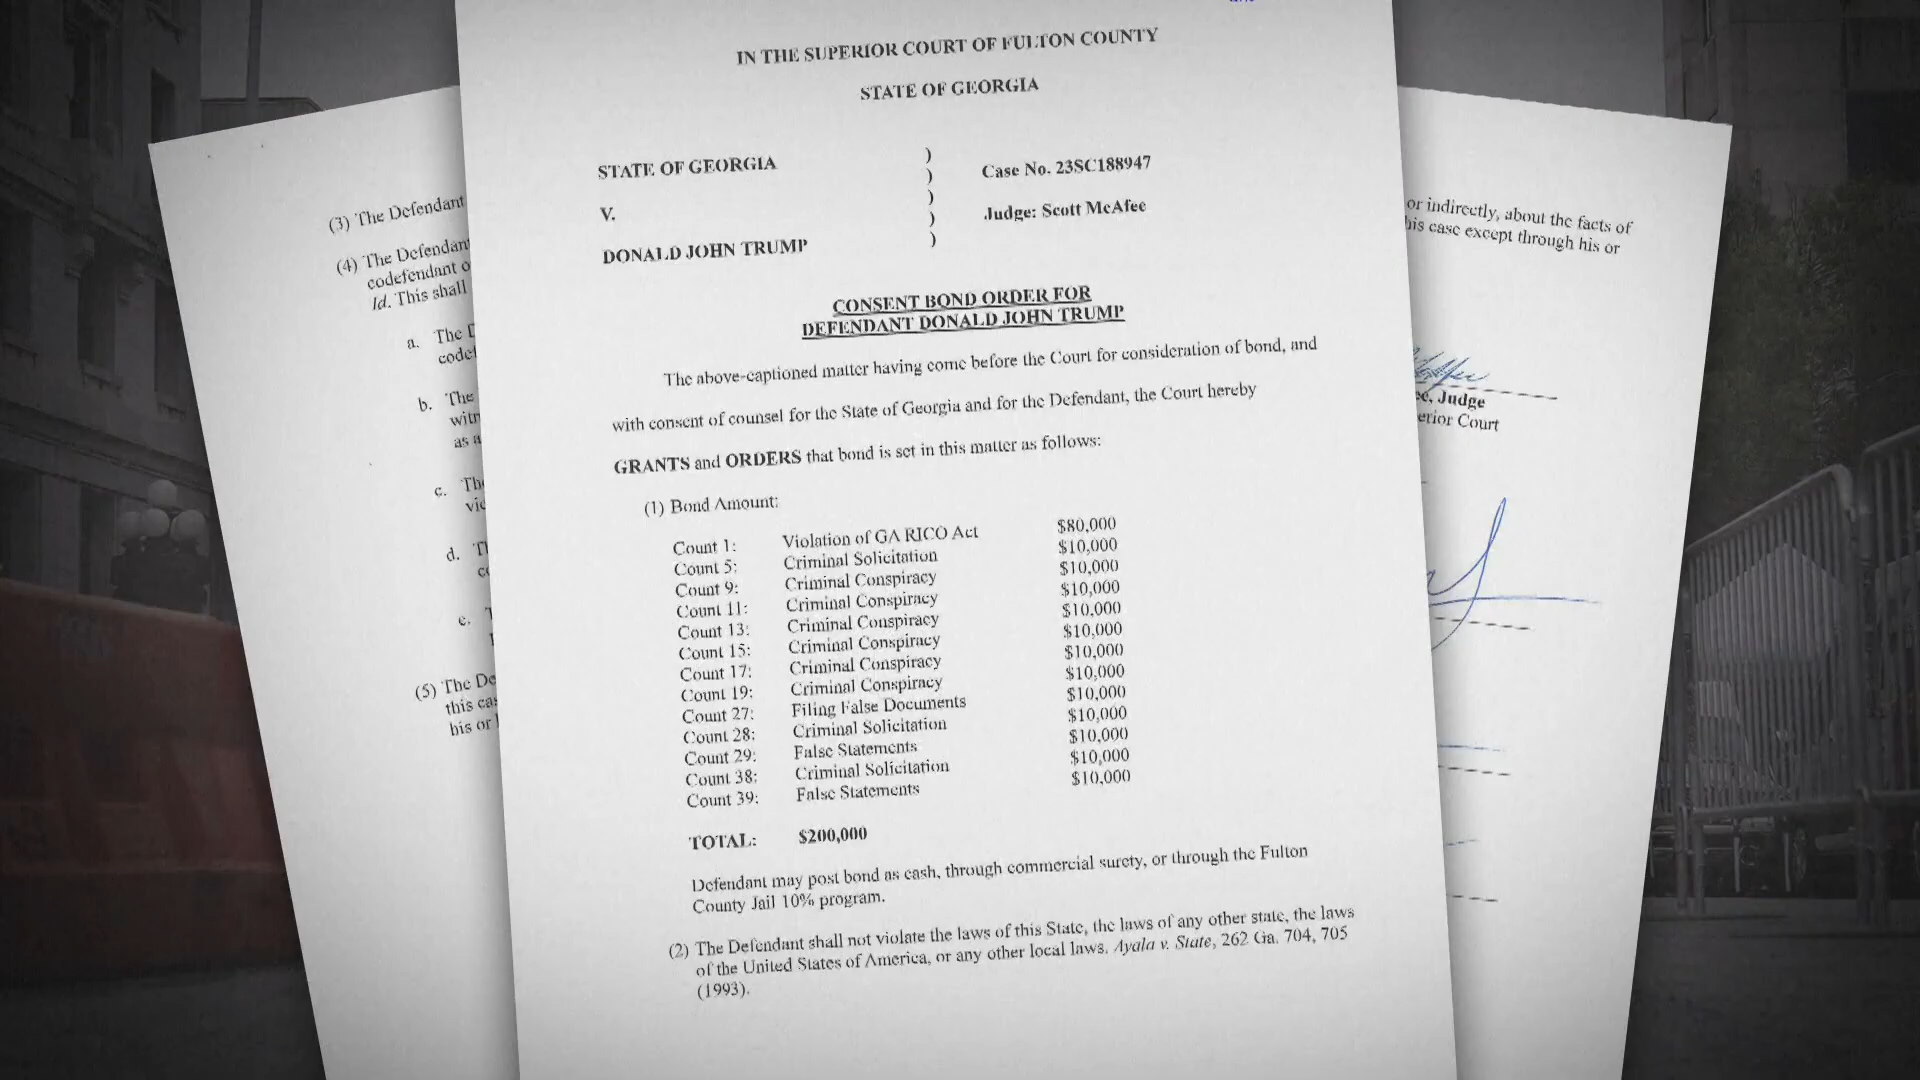 IN THE SUPERIOR COURT OF FULTON COUNTY
STATE OF GEORGIA
STATE OF GEORGIA
V.
DONALD JOHN TRUMP
)
)
)
)
)
Case No. 23SC188947
Judge: Scott McAfee
CONSENT BOND ORDER FOR
DEFENDANT DONALD JOHN TRUMP
The above-captioned matter having come before the Court for consideration of bond, and
with consent of counsel for the State of Georgia and for the Defendant, the Court hereby
GRANTS and ORDERS that bond is set in this matter as follows:
(1) Bond Amount:
Count 1: Violation of GA RICO Act $80,000
Count 5: Criminal Solicitation $10,000
Count 9: Criminal Conspiracy $10,000
Count 11: Criminal Conspiracy $10,000
Count 13: Criminal Conspiracy $10,000
Count 15: Criminal Conspiracy $10,000
Count 17: Criminal Conspiracy $10,000
Count 19: Criminal Conspiracy $10,000
Count 27: Filing False Documents $10,000
Count 28: Criminal Solicitation $10,000
Count 29: False Statements $10,000
Count 38: Criminal Solicitation $10,000
Count 39: False Statements $10,000
TOTAL: $200,000
Defendant may post bond as cash, through commercial surety, or through the Fulton
County Jail 10% program.
(2) The Defendant shall not violate the laws of this State, the laws of any other state, the laws
of the United States of America, or any other local laws. Ayala v. State, 262 Ga. 704, 705
(1993).
(3) The Defendant
(4) The Defendan
codefendant o
Id. This shall
a. The
codef
b. The
witn
as a
c. The
vic
d.
e.
(5) The De
this ca
his or
or indirectly, about the facts of
his case except through his or
Judge
erior Court